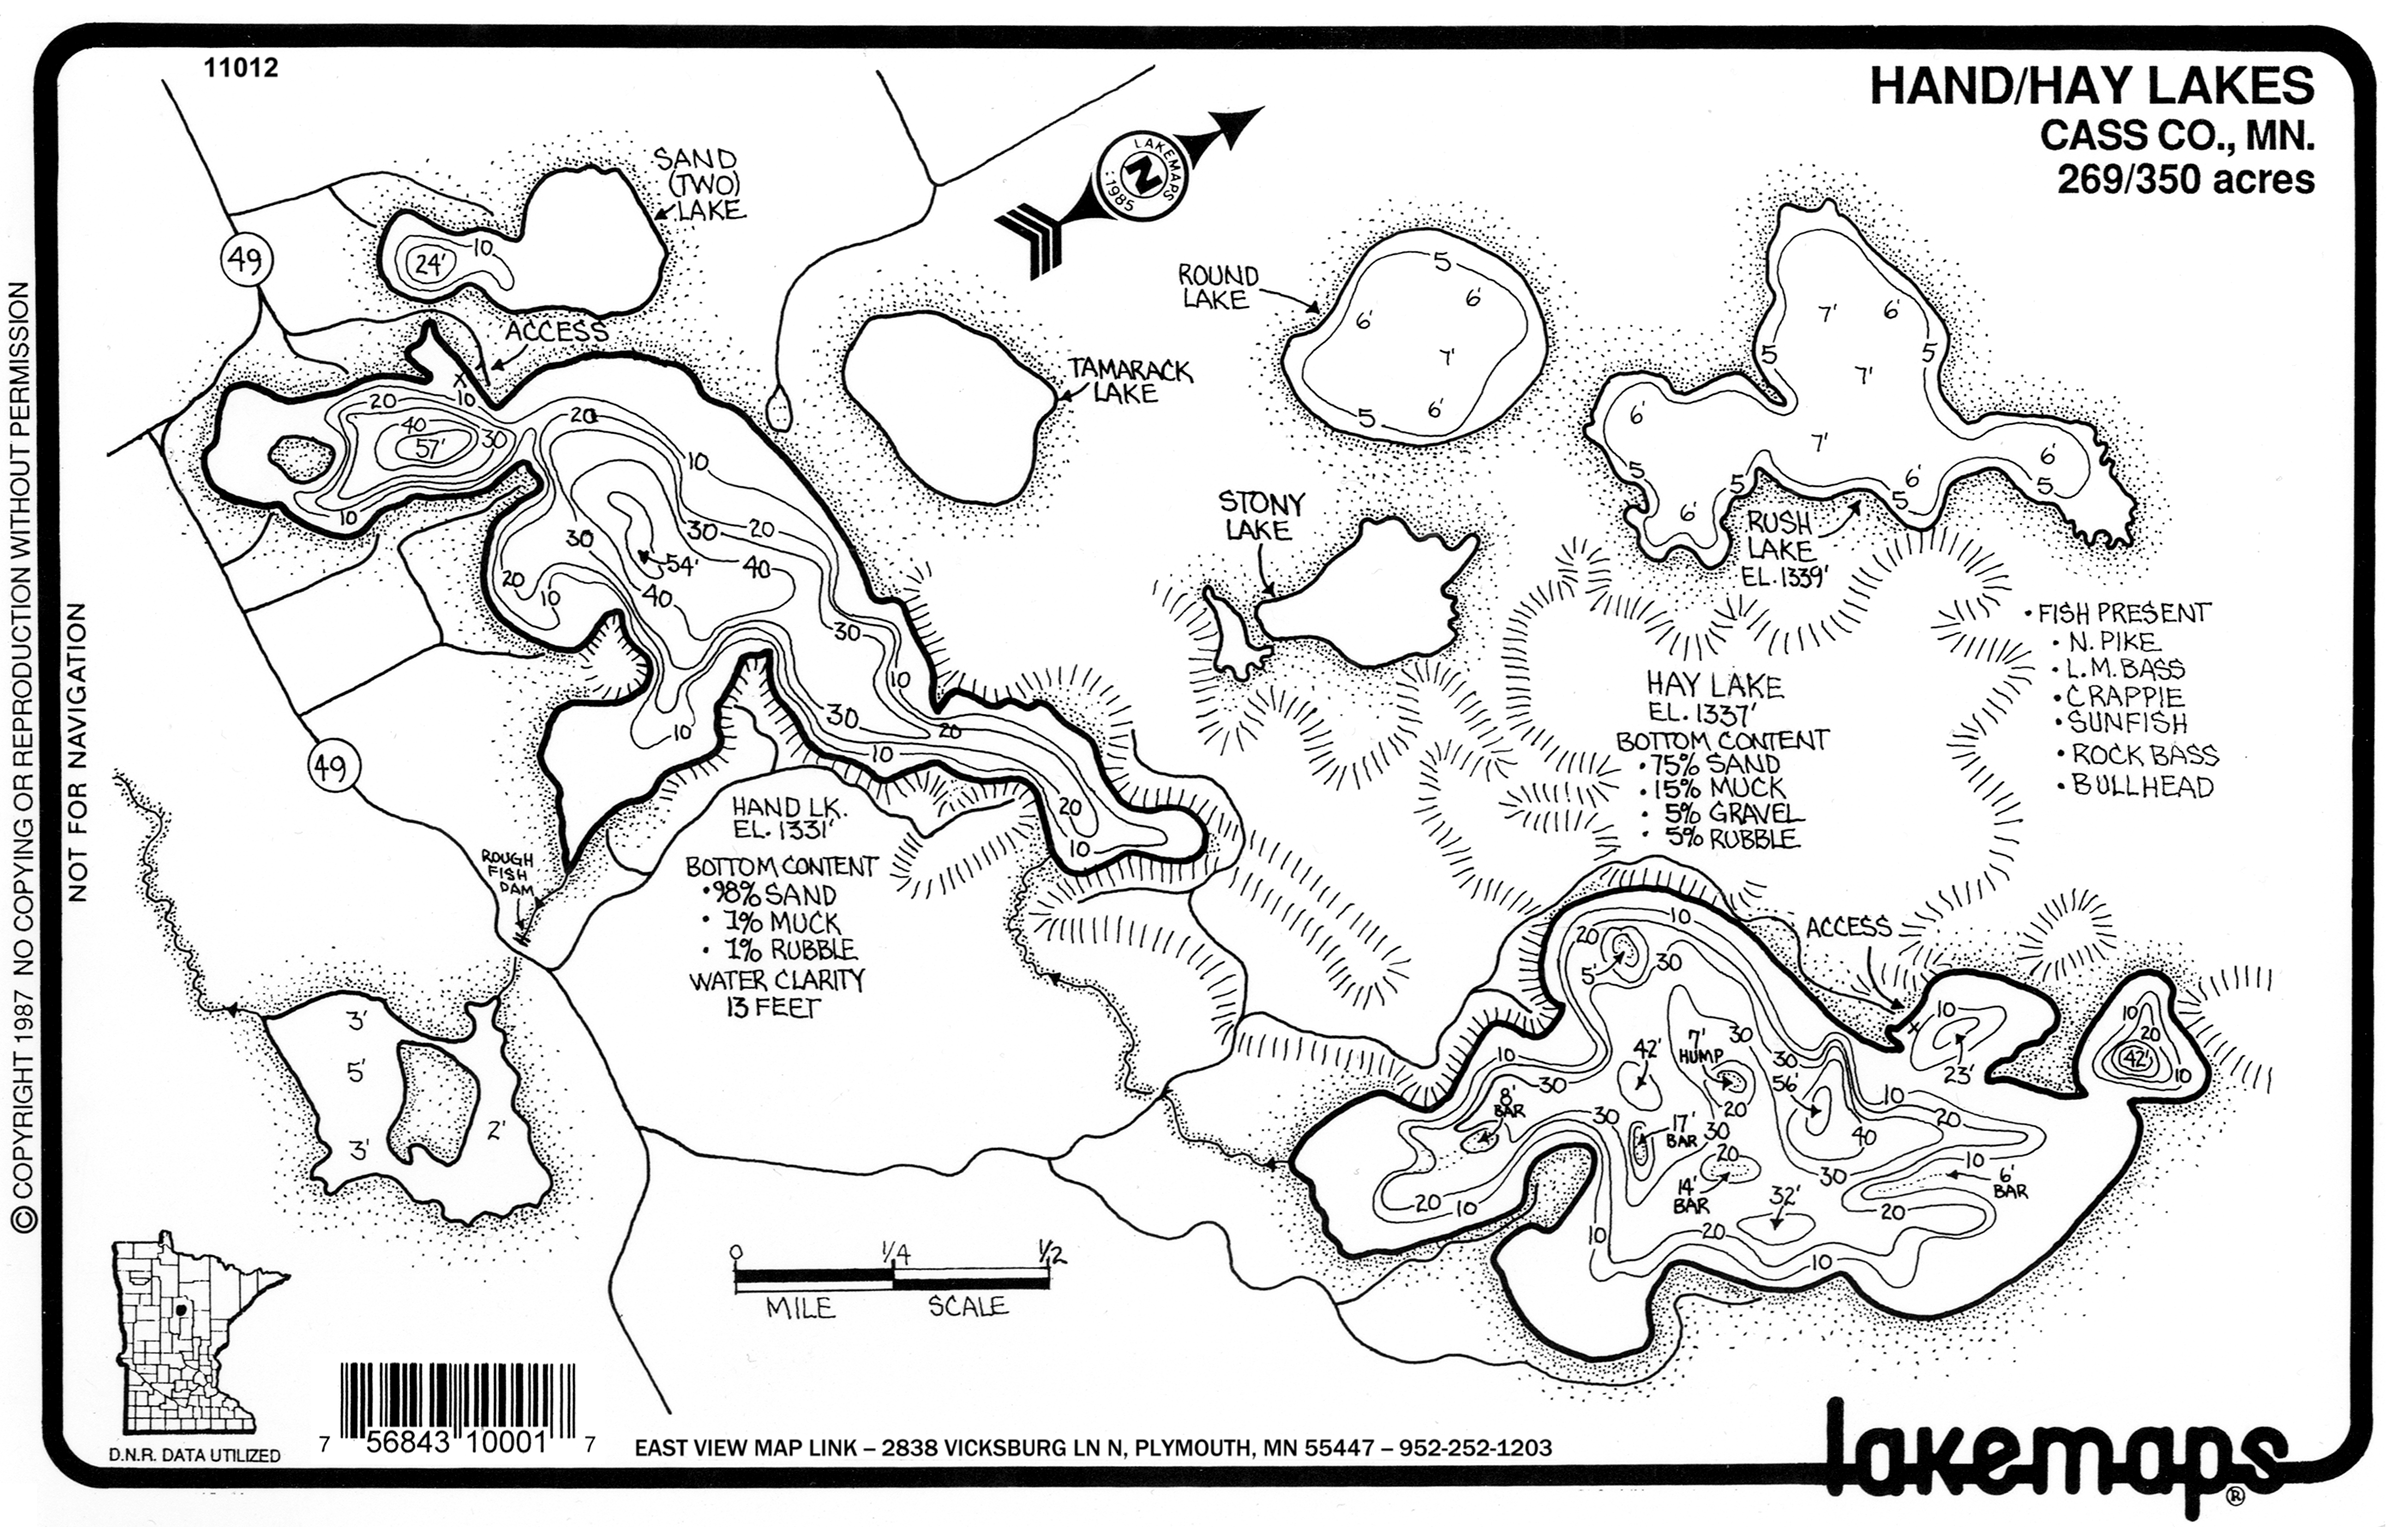 11012
HAND/HAY LAKES
CASS CO., MN.
269/350 acres
© COPYRIGHT 1987 NO COPYING OR REPRODUCTION WITHOUT PERMISSION
NOT FOR NAVIGATION
LAKEMAPS
N
·1985·
SAND
(TWO)
LAKE
49
10
24'
ACCESS
X
20
10
40
57'
30
10
20
10
30
20
30
54'
40
20
10
40
30
10
10
30
20
10
20
10
TAMARACK
LAKE
ROUND
LAKE
5
6'
6'
7'
5
6'
STONY
LAKE
7'
6'
5
5
7'
6'
7'
6'
5
5
6'
6'
5
5
RUSH
LAKE
EL. 1339'
• FISH PRESENT
• N. PIKE
• L.M. BASS
• CRAPPIE
• SUNFISH
• ROCK BASS
• BULLHEAD
HAY LAKE
EL. 1337'
BOTTOM CONTENT
• 75% SAND
• 15% MUCK
• 5% GRAVEL
• 5% RUBBLE
49
HAND LK.
EL. 1331'
BOTTOM CONTENT
• 98% SAND
• 1% MUCK
• 1% RUBBLE
WATER CLARITY
13 FEET
ROUGH
FISH
DAM
3'
5'
2'
3'
ACCESS
10
20
5'
30
10
X
23'
10
20
42'
10
10
30
42'
7'
HUMP
30
30
56'
8'
BAR
30
20
17'
BAR
30
10
20
40
20
14'
BAR
10
6'
BAR
30
32'
20
20
10
10
20
10
0 1/4 1/2
MILE SCALE
D.N.R. DATA UTILIZED
7 56843 10001 7
EAST VIEW MAP LINK – 2838 VICKSBURG LN N, PLYMOUTH, MN 55447 – 952-252-1203
lakemaps®